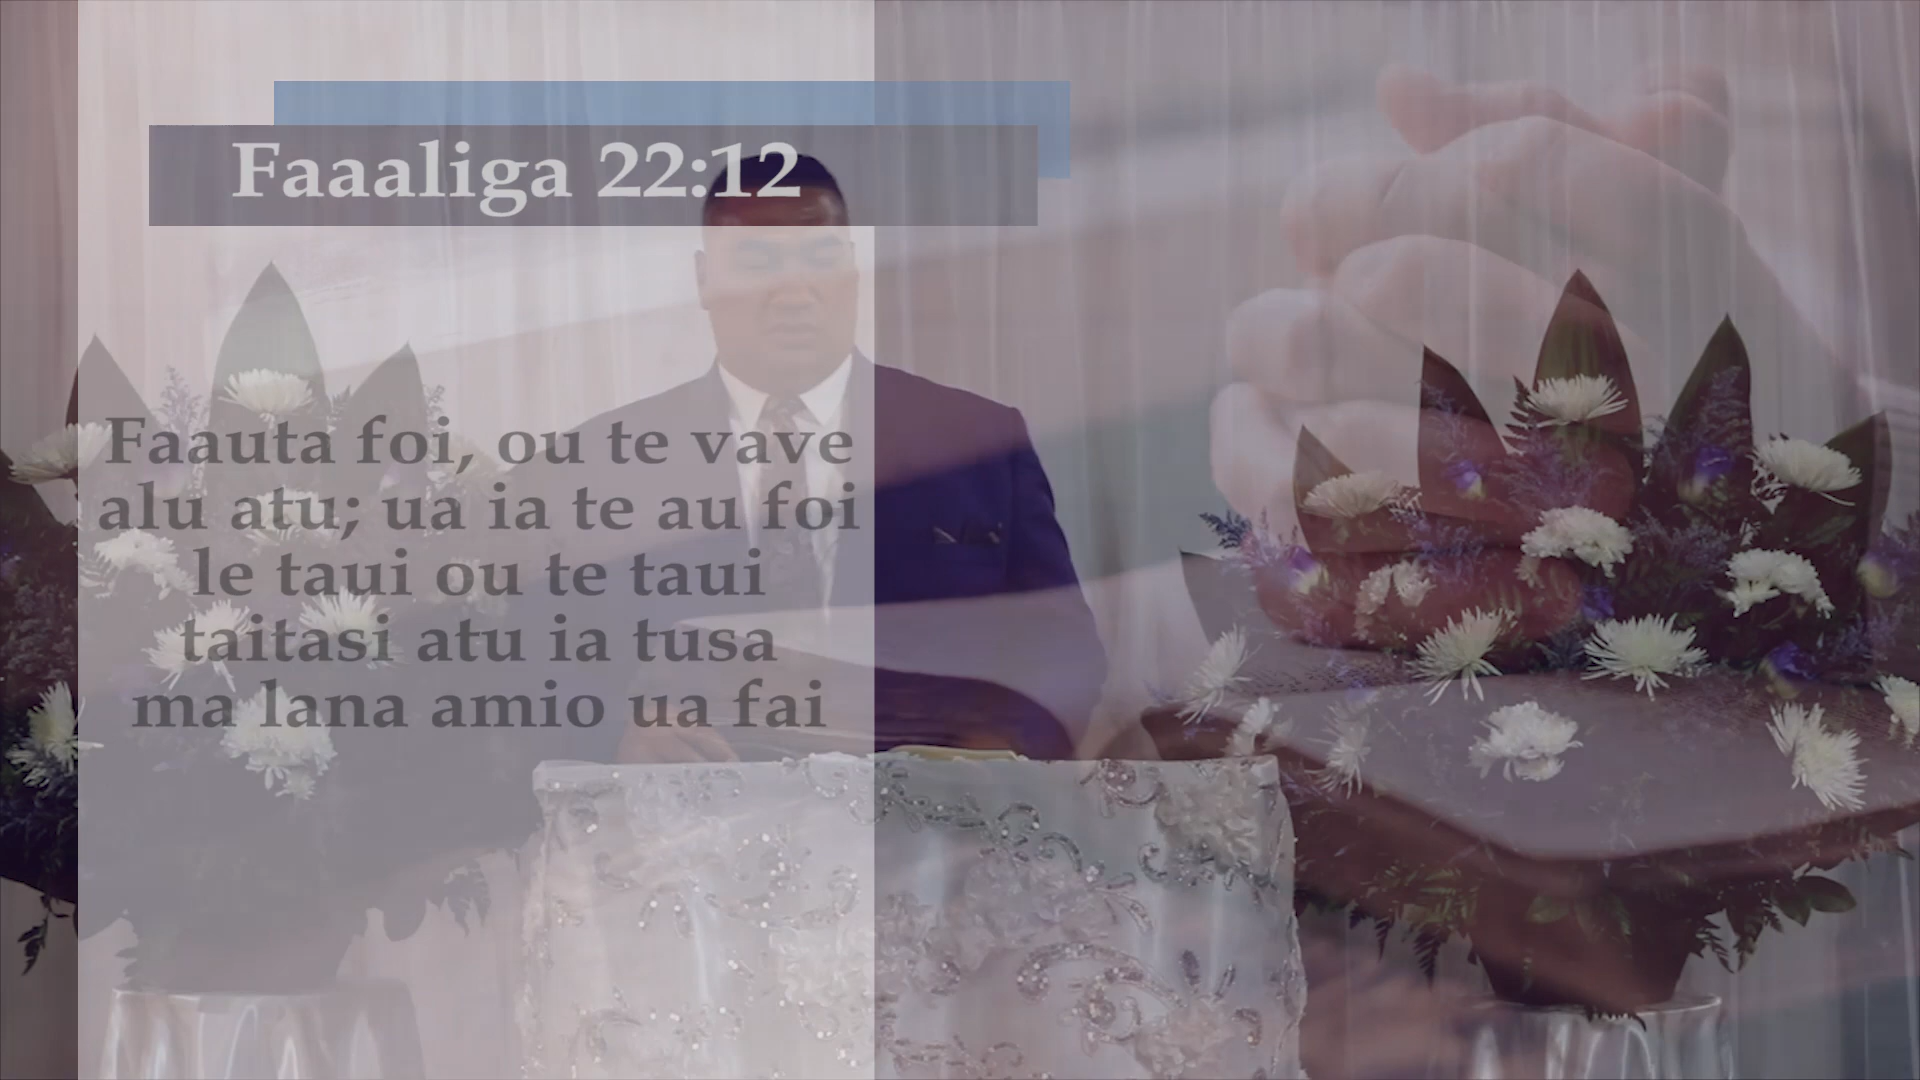 Faaaliga 22:12
Faauta foi, ou te vave
alu atu; ua ia te au foi
le taui ou te taui
taitasi atu ia tusa
ma lana amio ua fai